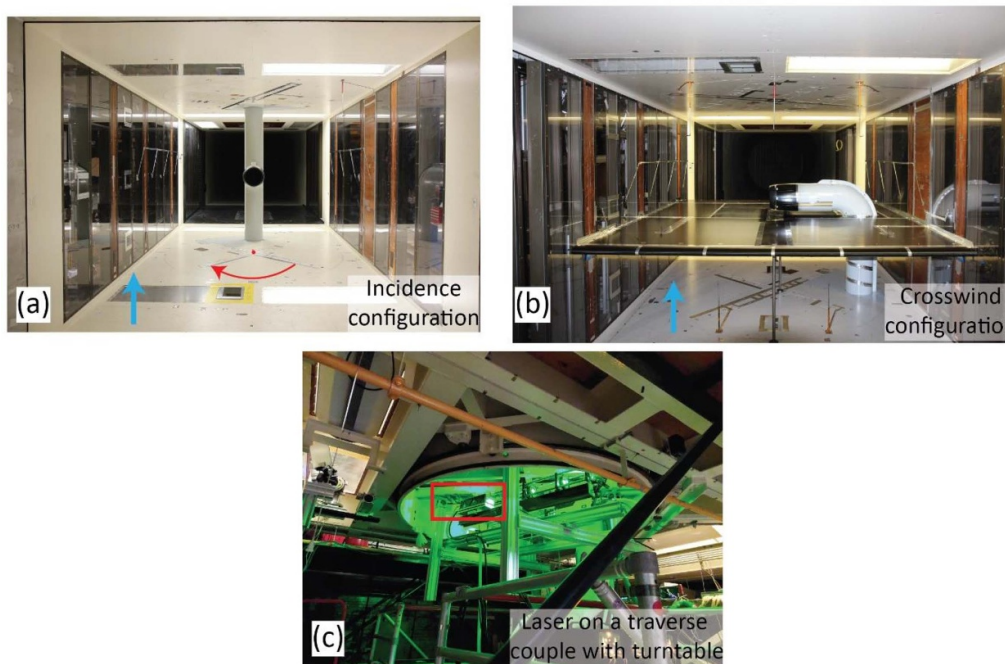 (a)
Incidence
configuration
(b)
Crosswind
configuratio
(c)
Laser on a traverse
couple with turntable